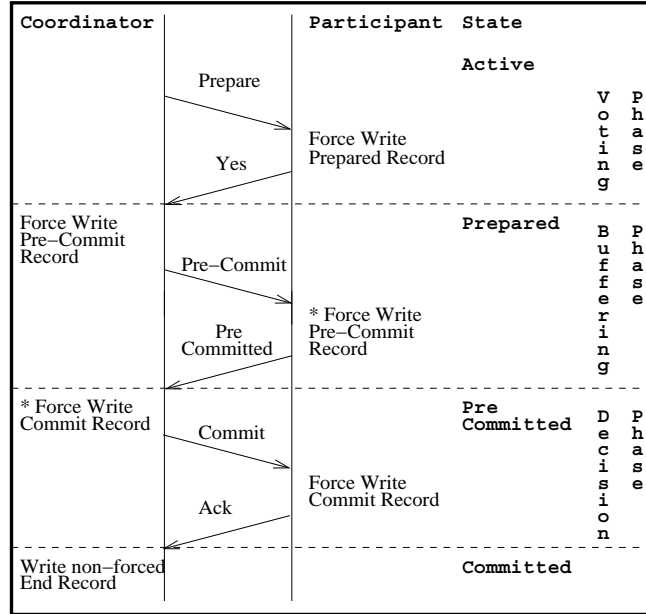 Coordinator Participant State
Active
Prepare
Force Write
Prepared Record
Yes
Voting Phase
Force Write
Pre-Commit
Record
Prepared
Pre-Commit
* Force Write
Pre-Commit
Record
Pre
Committed
Buffering Phase
* Force Write
Commit Record
Pre
Committed
Commit
Force Write
Commit Record
Ack
Decision Phase
Write non-forced
End Record
Committed